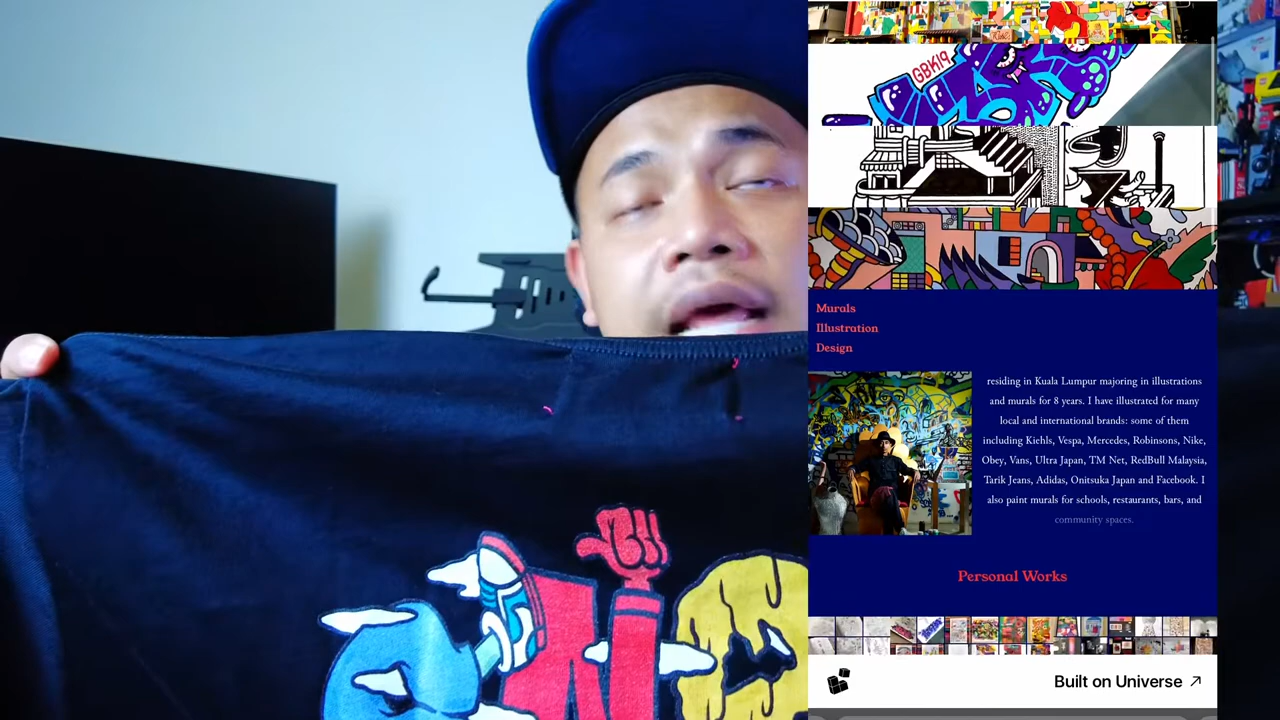 GBK19
Murals
Illustration
Design
residing in Kuala Lumpur majoring in illustrations
and murals for 8 years. I have illustrated for many
local and international brands: some of them
including Kiehls, Vespa, Mercedes, Robinsons, Nike,
Obey, Vans, Ultra Japan, TM Net, RedBull Malaysia,
Tarik Jeans, Adidas, Onitsuka Japan and Facebook. I
also paint murals for schools, restaurants, bars, and
community spaces.
Personal Works
Built on Universe